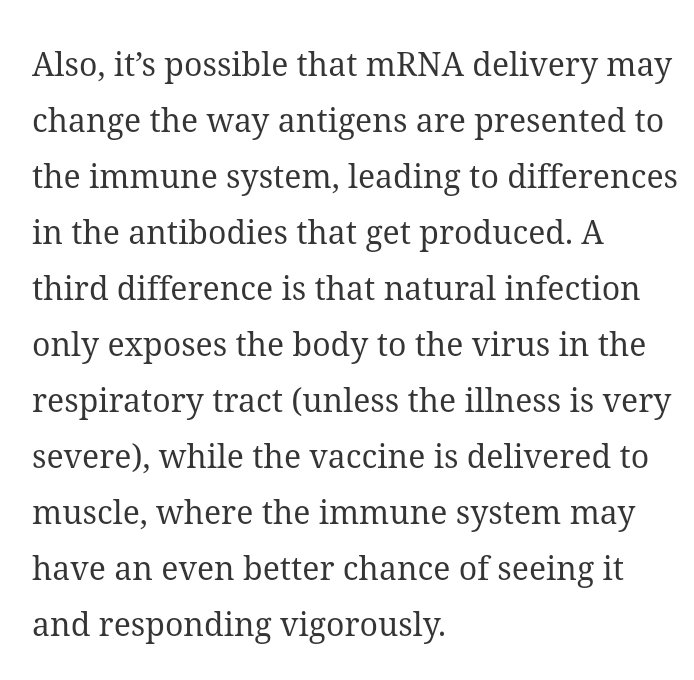 Also, it’s possible that mRNA delivery may
change the way antigens are presented to
the immune system, leading to differences
in the antibodies that get produced. A
third difference is that natural infection
only exposes the body to the virus in the
respiratory tract (unless the illness is very
severe), while the vaccine is delivered to
muscle, where the immune system may
have an even better chance of seeing it
and responding vigorously.